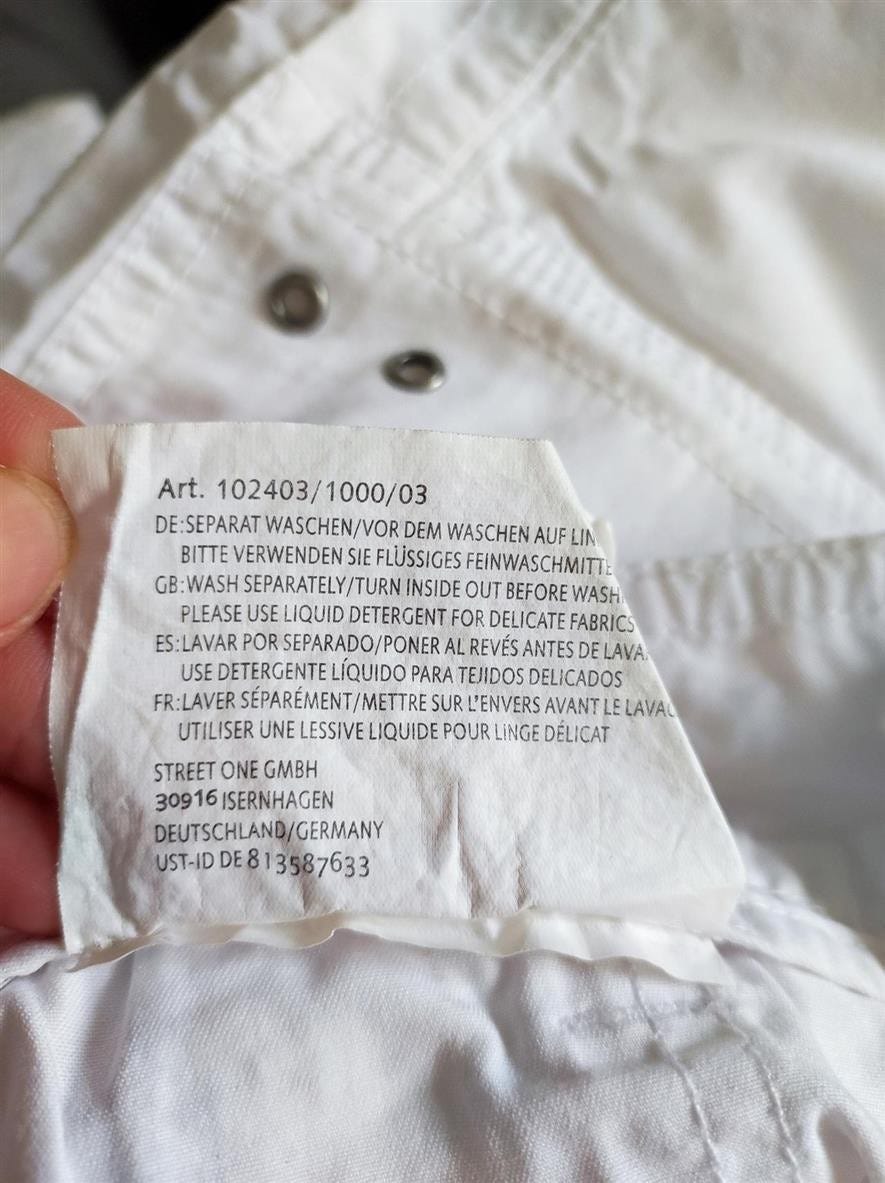 Art. 102403/1000/03
DE:SEPARAT WASCHEN/VOR DEM WASCHEN AUF
BITTE VERWENDEN SIE FLÜSSIGES
GB:WASH SEPARATELY/TURN INSIDE OUT BEFORE
PLEASE USE LIQUID DETERGENT FOR DELICATE FABRICS
ES:LAVAR POR SEPARADO/PONER AL REVÉS ANTES DE
USE DETERGENTE LÍQUIDO PARA TEJIDOS DELICADOS
FR:LAVER SÉPARÉMENT/METTRE SUR L'ENVERS AVANT LE
UTILISER UNE LESSIVE LIQUIDE POUR LINGE DÉLICAT
STREET ONE GMBH
30916 ISERNHAGEN
DEUTSCHLAND/GERMANY
UST-ID DE 813587633